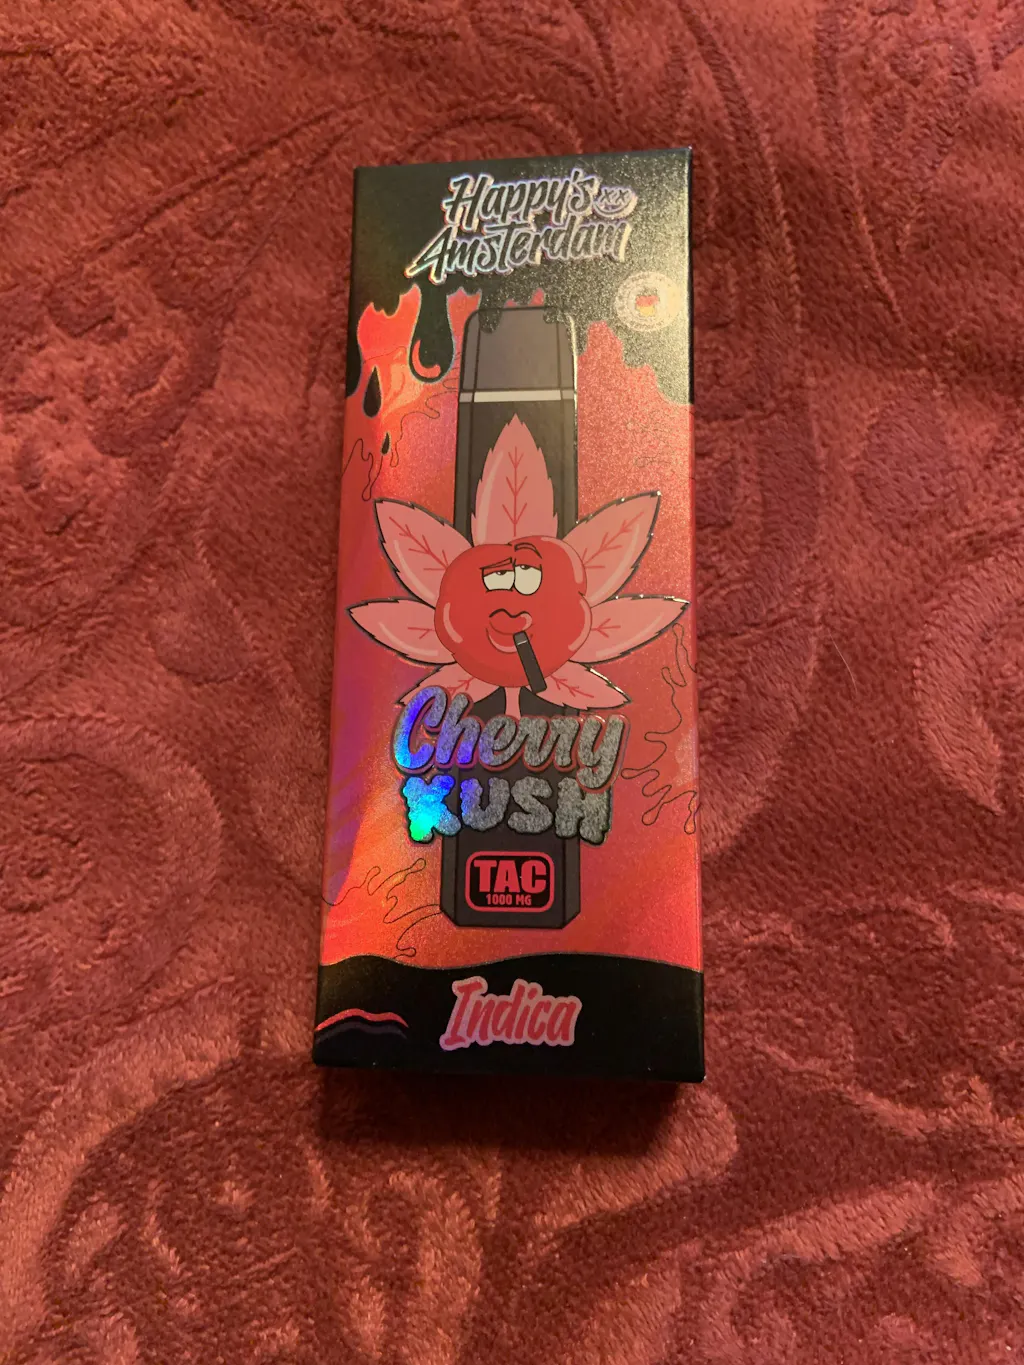 Happy's
Amsterdam
Cherry
KUSH
TAC
1000 MG
Indica